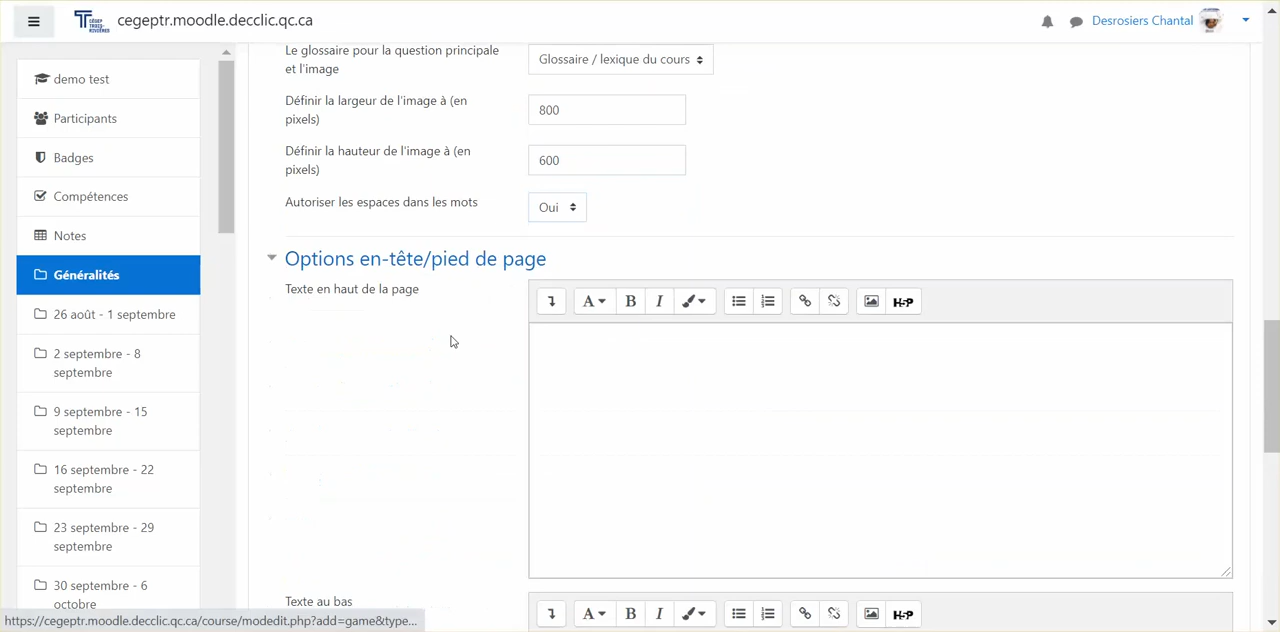 CÉGEP
TROIS-RIVIÈRES
cegeptr.moodle.decclic.qc.ca
Desrosiers Chantal
demo test
Participants
Badges
Compétences
Notes
Généralités
26 août - 1 septembre
2 septembre - 8
septembre
9 septembre - 15
septembre
16 septembre - 22
septembre
23 septembre - 29
septembre
30 septembre - 6
octobre
Le glossaire pour la question principale
et l'image
Glossaire / lexique du cours
Définir la largeur de l'image à (en
pixels)
800
Définir la hauteur de l'image à (en
pixels)
600
Autoriser les espaces dans les mots
Oui
Options en-tête/pied de page
Texte en haut de la page
A B I H-P
Texte au bas
A B I H-P
https://cegeptr.moodle.decclic.qc.ca/course/modedit.php?add=game&type...